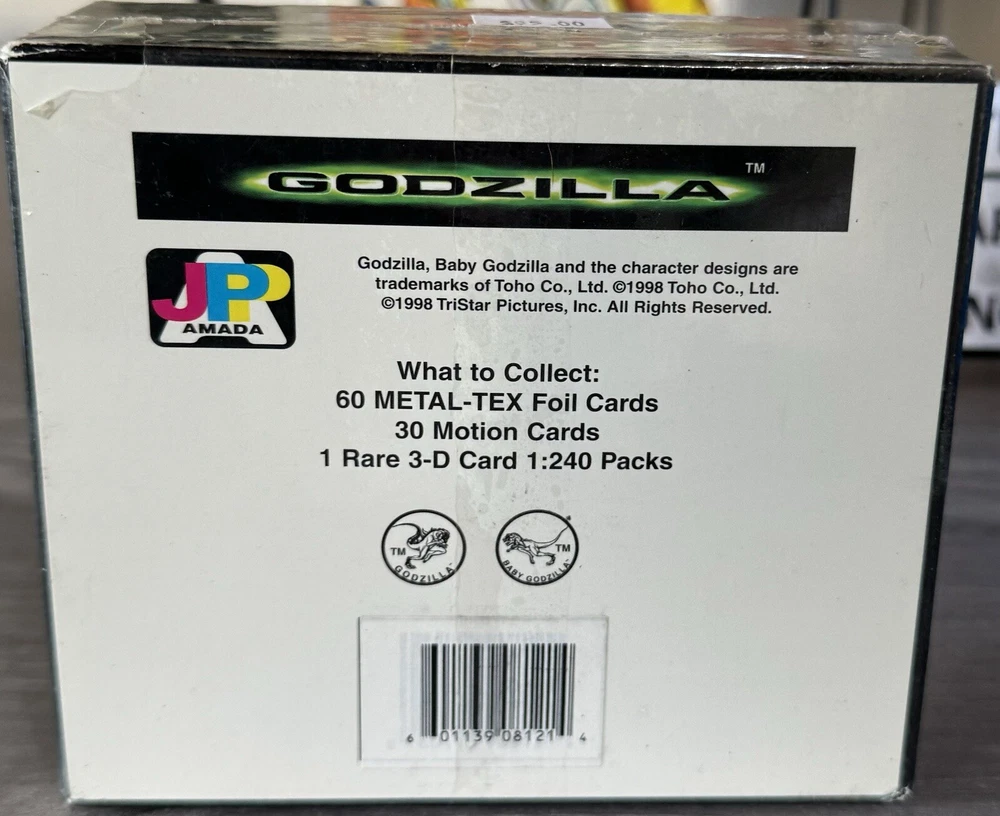 GODZILLA TM
JPP
AMADA
Godzilla, Baby Godzilla and the character designs are
trademarks of Toho Co., Ltd. ©1998 Toho Co., Ltd.
©1998 TriStar Pictures, Inc. All Rights Reserved.
What to Collect:
60 METAL-TEX Foil Cards
30 Motion Cards
1 Rare 3-D Card 1:240 Packs
TM
GODZILLA
TM
BABY GODZILLA
6 01139 08121 4